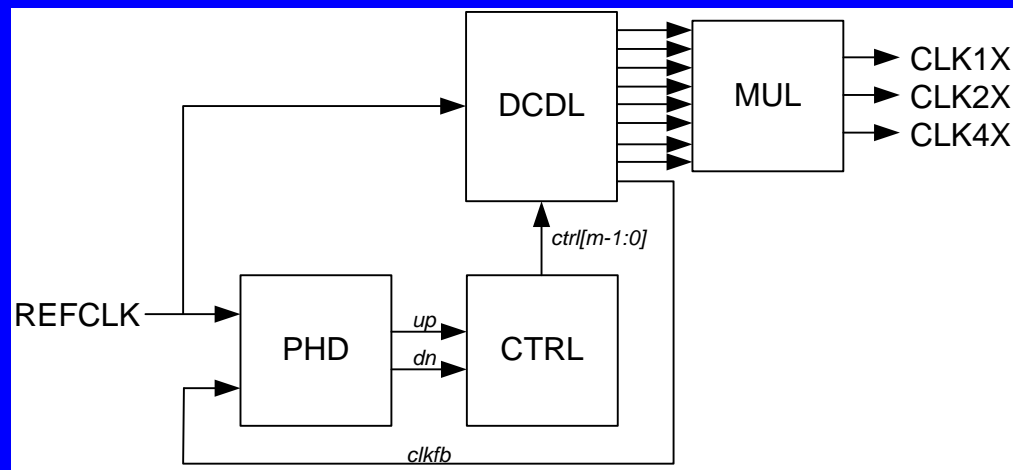 DCDL
MUL
CLK1X
CLK2X
CLK4X
ctrl[m-1:0]
REFCLK
PHD
up
dn
CTRL
clkfb